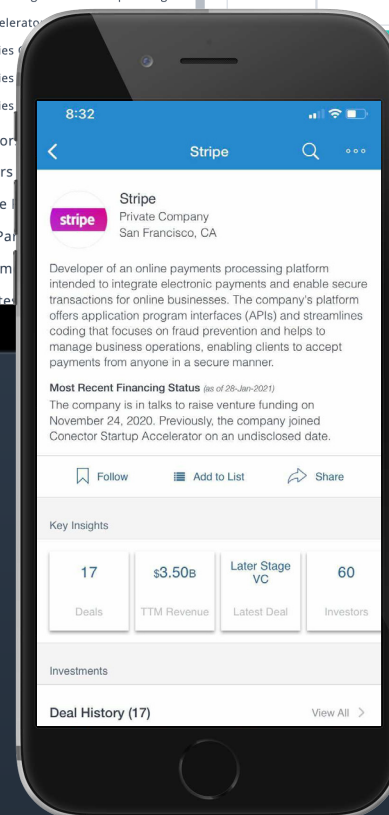 8:32
Stripe
stripe
Stripe
Private Company
San Francisco, CA
Developer of an online payments processing platform
intended to integrate electronic payments and enable secure
transactions for online businesses. The company's platform
offers application program interfaces (APIs) and streamlines
coding that focuses on fraud prevention and helps to
manage business operations, enabling clients to accept
payments from anyone in a secure manner.
Most Recent Financing Status (as of 28-Jan-2021)
The company is in talks to raise venture funding on
November 24, 2020. Previously, the company joined
Conector Startup Accelerator on an undisclosed date.
Follow Add to List Share
Key Insights
17 $3.50B Later Stage VC 60
Deals TTM Revenue Latest Deal Investors
Investments
Deal History (17) View All